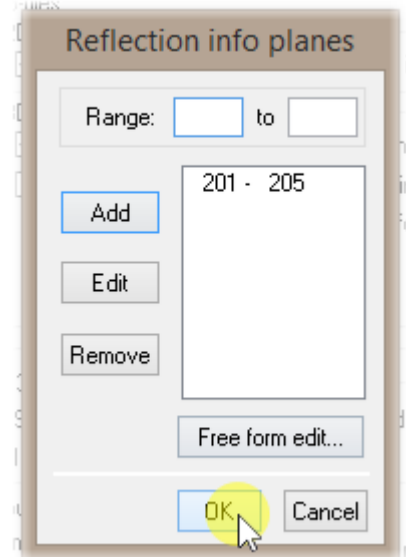 Reflection info planes
Range: to
201 - 205
Add
Edit
Remove
Free form edit...
OK Cancel